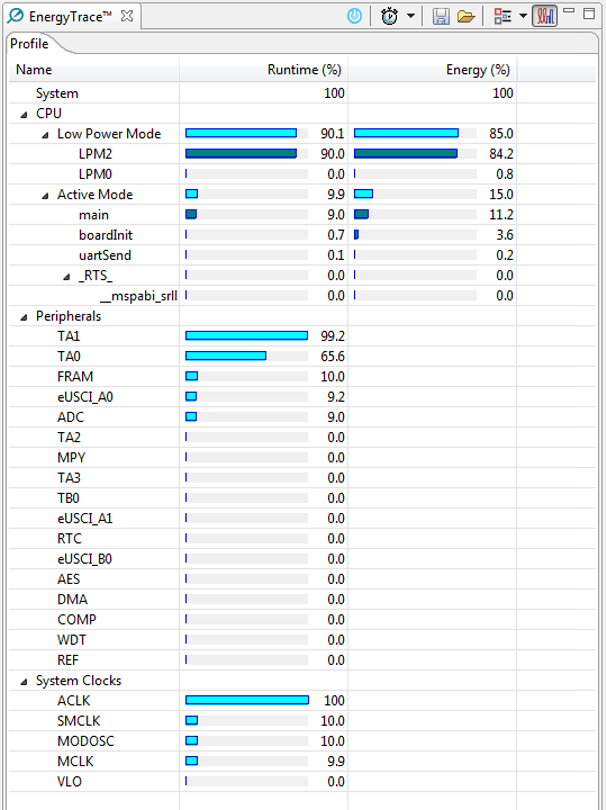 EnergyTrace™
Profile
Name Runtime (%) Energy (%)
System 100 100
CPU
Low Power Mode 90.1 85.0
LPM2 90.0 84.2
LPM0 0.0 0.8
Active Mode 9.9 15.0
main 9.0 11.2
boardInit 0.7 3.6
uartSend 0.1 0.2
_RTS_ 0.0 0.0
__mspabi_srll 0.0 0.0
Peripherals
TA1 99.2
TA0 65.6
FRAM 10.0
eUSCI_A0 9.2
ADC 9.0
TA2 0.0
MPY 0.0
TA3 0.0
TB0 0.0
eUSCI_A1 0.0
RTC 0.0
eUSCI_B0 0.0
AES 0.0
DMA 0.0
COMP 0.0
WDT 0.0
REF 0.0
System Clocks
ACLK 100
SMCLK 10.0
MODOSC 10.0
MCLK 9.9
VLO 0.0